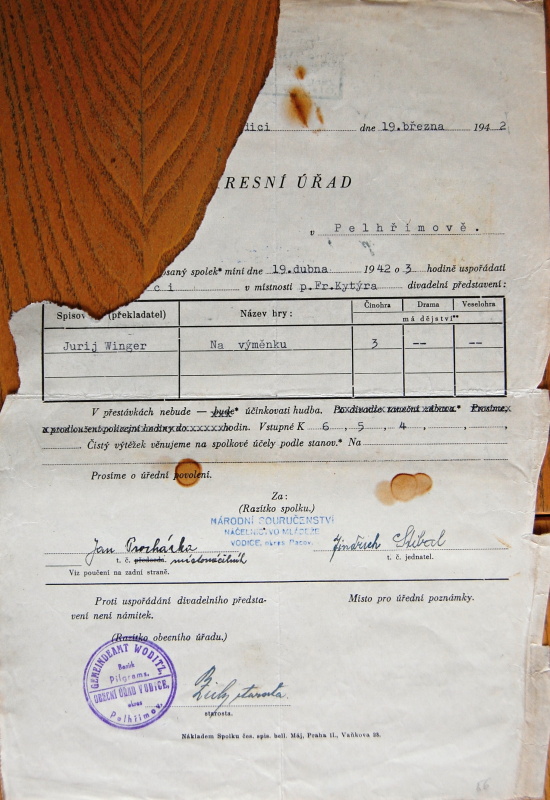 dici dne 19.března 1942
RESNÍ ÚŘAD
v Pelhřimově.
saný spolek* míní dne 19.dubna 1942 o 3 hodině uspořádati
ci v místnosti p.Fr.Kytýra divadelní představení:
Spisov (překladatel) Název hry: Činohra Drama Veselohra
má dějství**
Jurij Winger Na výměnku 3 -- --
V přestávkách nebude — bude* účinkovati hudba. Po divadle taneční zábava.* Prosíme,
o prodloužení policejní hodiny do hodin. Vstupné K 6, 5, 4, , ,
Čistý výtěžek věnujeme na spolkové účely podle stanov.* Na
Prosíme o úřední povolení.
Za:
(Razítko spolku.)
NÁRODNÍ SOURUČENSTVÍ
NÁČELNICTVO MLÁDEŽE
VODICE, okres Pacov.
Jan Procházka Jindřich Stibal
t. č. předseda. místonáčelník t. č. jednatel.
Viz poučení na zadní straně.
Proti uspořádání divadelního představení není námitek.
Místo pro úřední poznámky.
(Razítko obecního úřadu.)
GEMEINDEAMT WODITZ,
Bezirk
Pilgrams.
OBECNÍ ÚŘAD VODICE,
okres
Pelhřimov.
starosta
starosta.
Nákladem Spolku čes. spis. bell. Máj, Praha II., Vaňkova